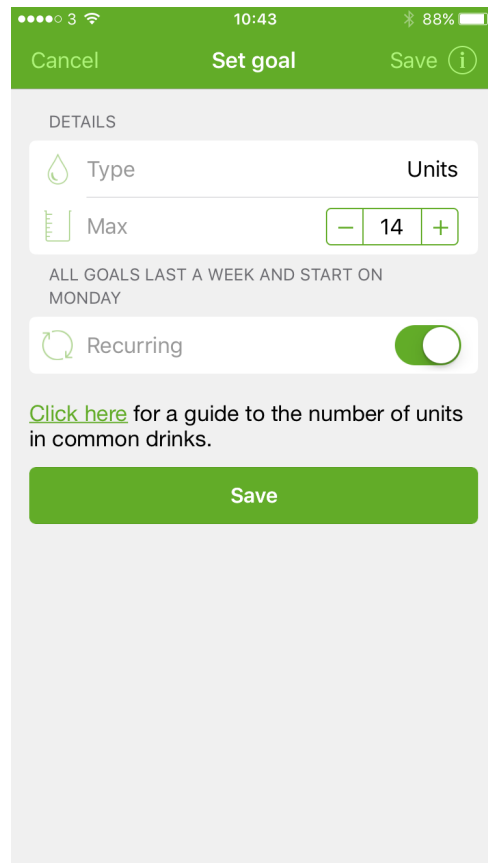 3 10:43 88%
Cancel Set goal Save i
DETAILS
Type Units
Max − 14 +
ALL GOALS LAST A WEEK AND START ON
MONDAY
Recurring
Click here for a guide to the number of units
in common drinks.
Save